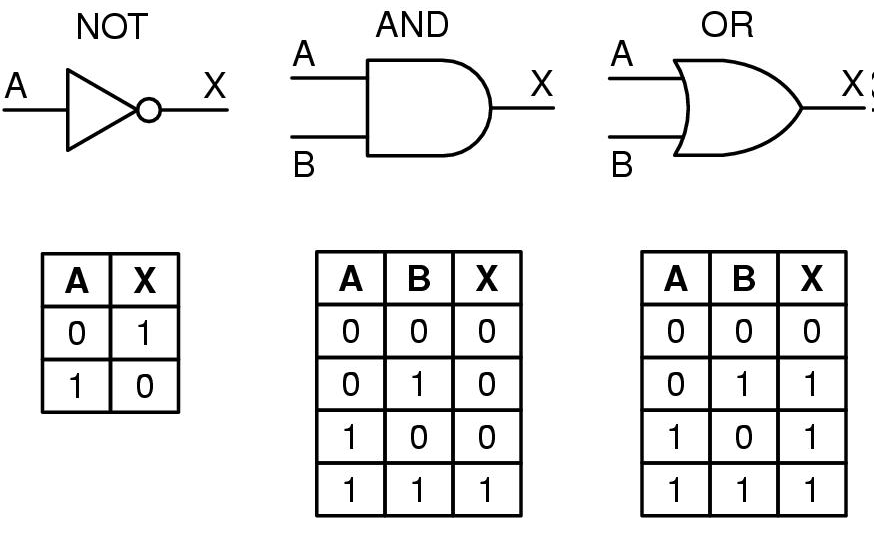 NOT AND OR
A X A X A X
B B
A X A B X A B X
0 1 0 0 0 0 0 0
1 0 0 1 0 0 1 1
1 0 0 1 0 1
1 1 1 1 1 1